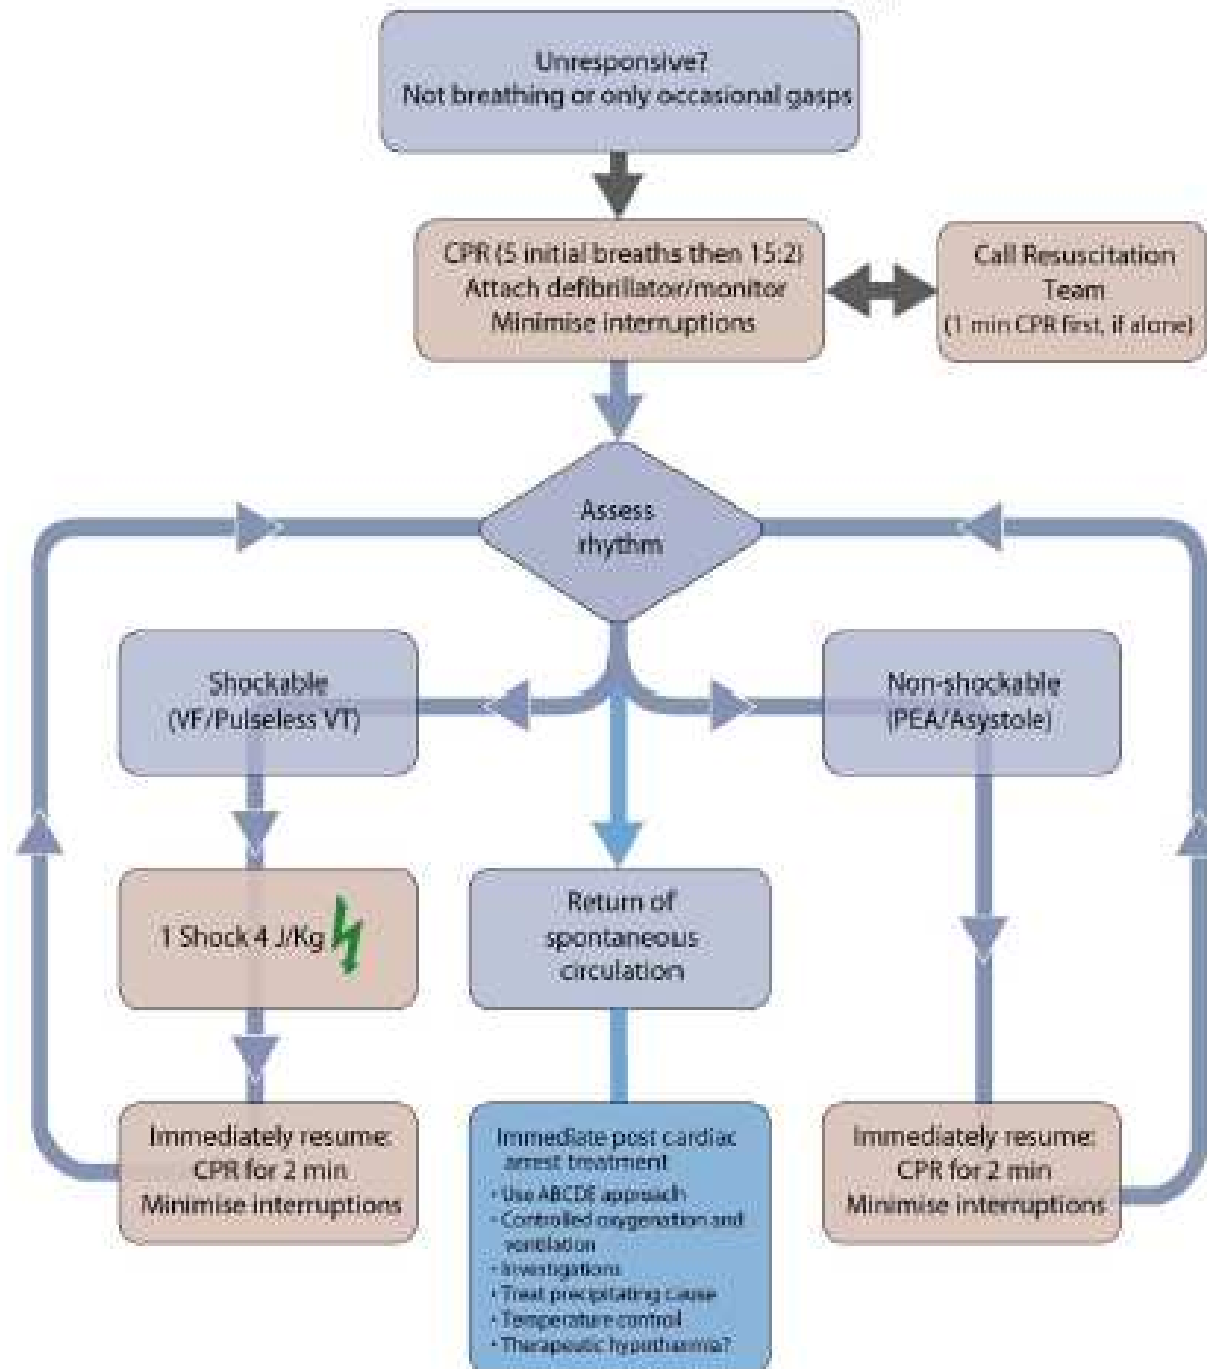 Unresponsive?
Not breathing or only occasional gasps
CPR (5 initial breaths then 15:2)
Attach defibrillator/monitor
Minimise interruptions
Call Resuscitation
Team
(1 min CPR first, if alone)
Assess
rhythm
Shockable
(VF/Pulseless VT)
Non-shockable
(PEA/Asystole)
1 Shock 4 J/Kg
Return of
spontaneous
circulation
Immediately resume:
CPR for 2 min
Minimise interruptions
Immediate post cardiac
arrest treatment
• Use ABCDE approach
• Controlled oxygenation and
ventilation
• Investigations
• Treat precipitating cause
• Temperature control
• Therapeutic hypothermia?
Immediately resume:
CPR for 2 min
Minimise interruptions